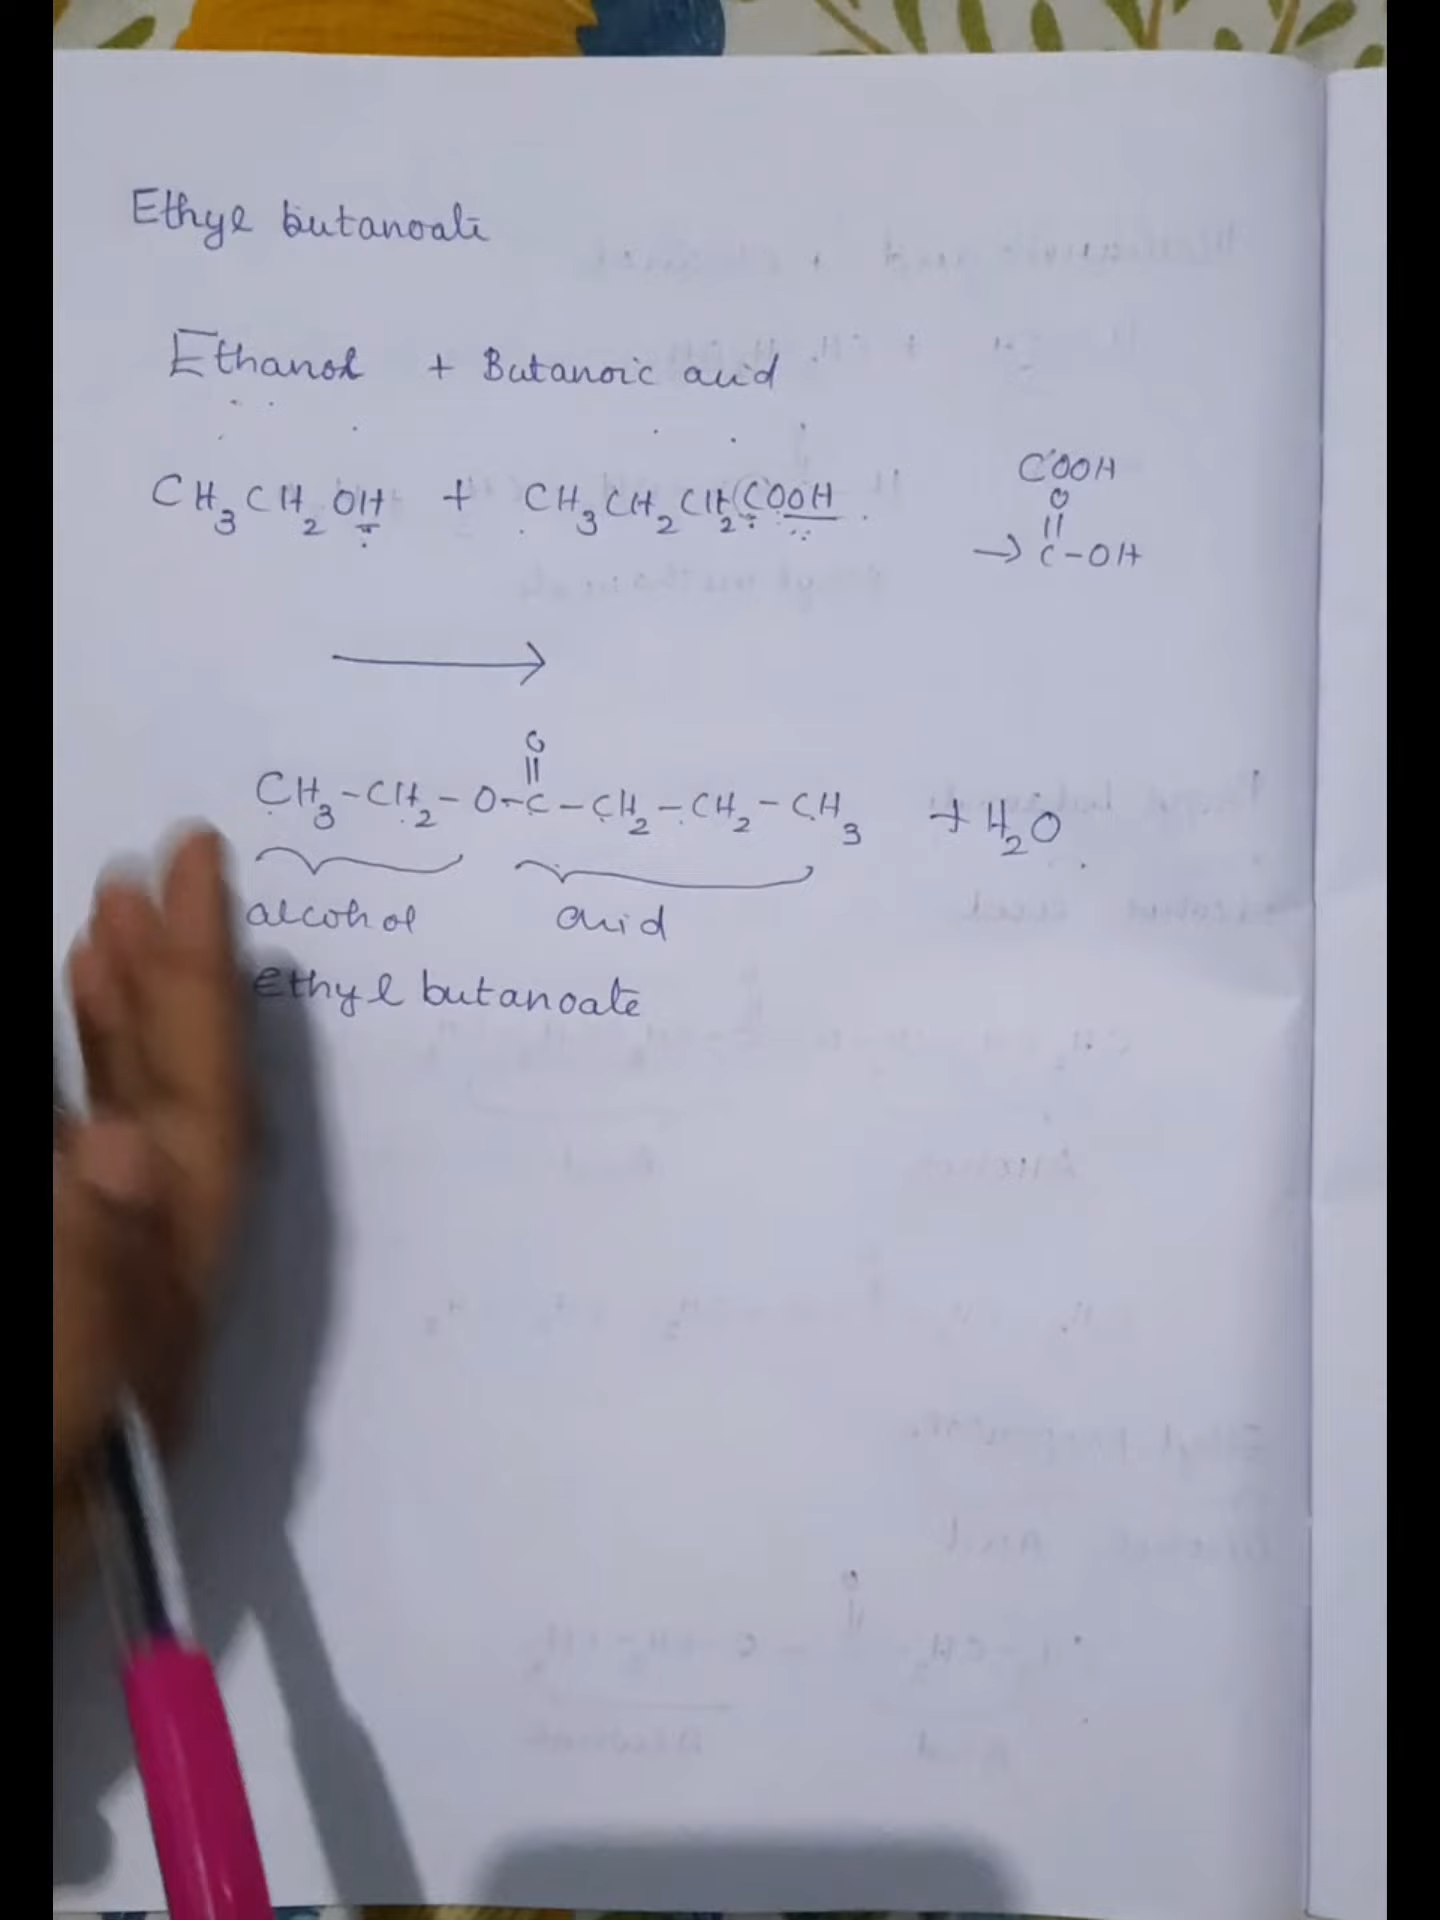 Ethyl butanoate
Ethanol + Butanoic acid
CH₃CH₂OH + CH₃CH₂CH₂COOH
COOH
O
||
→ C-OH
→
O
||
CH₃-CH₂-O-C-CH₂-CH₂-CH₃ + H₂O
alcohol acid
Ethyl butanoate